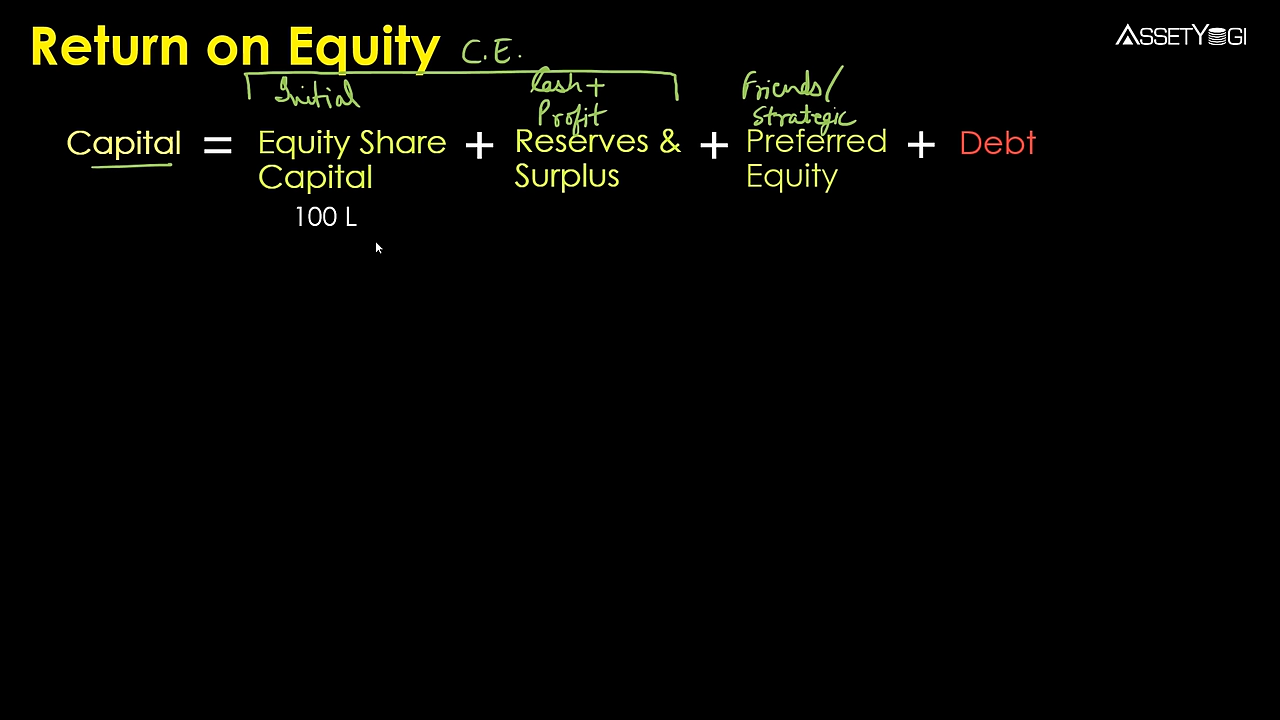 Return on Equity C.E.
ASSETYOGI
Initial Cash + Friends/
Profit Strategic
Capital = Equity Share + Reserves & + Preferred + Debt
Capital Surplus Equity
100 L